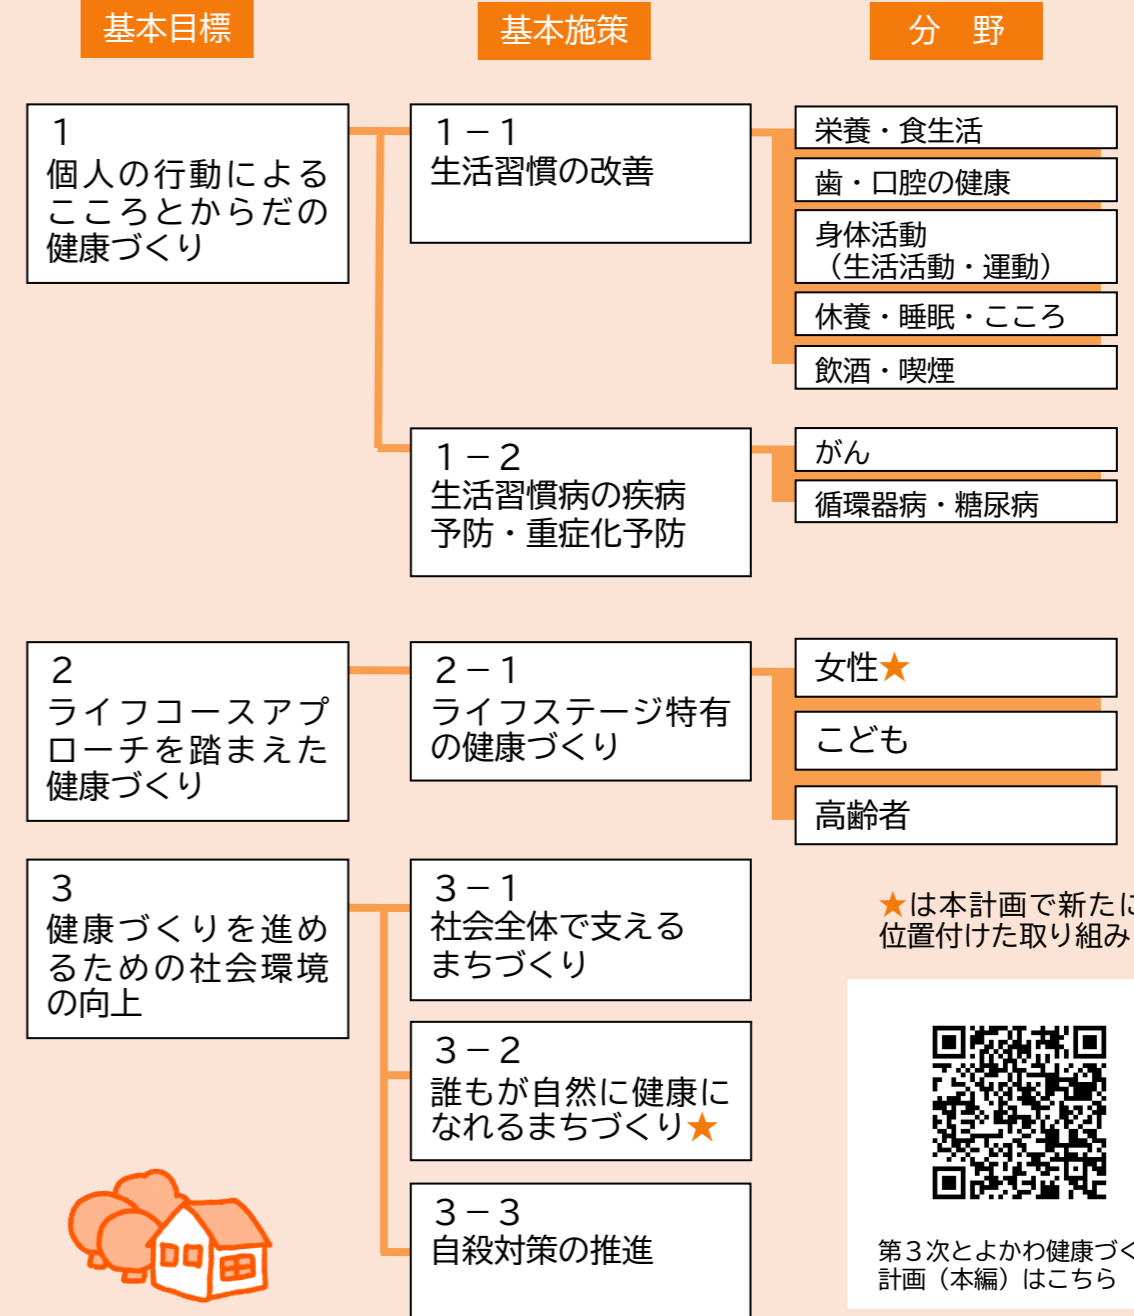 基本目標
基本施策
分　野
１
個人の行動による
こころとからだの
健康づくり
１－１
生活習慣の改善
栄養・食生活
歯・口腔の健康
身体活動
（生活活動・運動）
休養・睡眠・こころ
飲酒・喫煙
１－２
生活習慣病の疾病
予防・重症化予防
がん
循環器病・糖尿病
２
ライフコースアプ
ローチを踏まえた
健康づくり
２－１
ライフステージ特有
の健康づくり
女性★
こども
高齢者
３
健康づくりを進め
るための社会環境
の向上
３－１
社会全体で支える
まちづくり
３－２
誰もが自然に健康に
なれるまちづくり★
３－３
自殺対策の推進
★は本計画で新たに
位置付けた取り組み
第３次とよかわ健康づく
計画（本編）はこちら